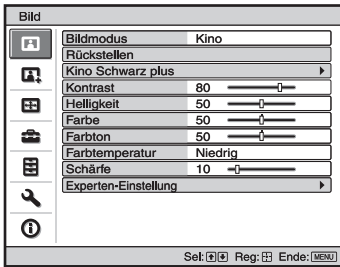 Bild
Bildmodus Kino
Rückstellen
Kino Schwarz plus
Kontrast 80
Helligkeit 50
Farbe 50
Farbton 50
Farbtemperatur Niedrig
Schärfe 10
Experten-Einstellung
Sel: Reg: Ende: MENU